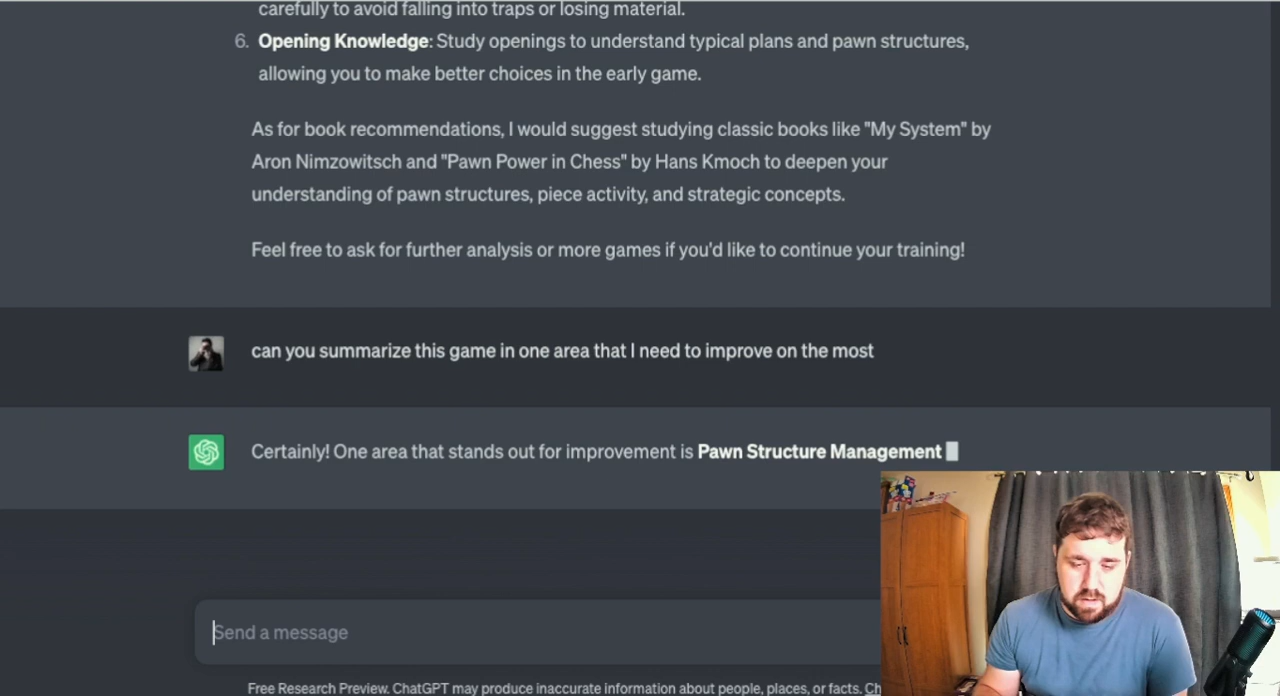 carefully to avoid falling into traps or losing material.
6. Opening Knowledge: Study openings to understand typical plans and pawn structures,
allowing you to make better choices in the early game.
As for book recommendations, I would suggest studying classic books like "My System" by
Aron Nimzowitsch and "Pawn Power in Chess" by Hans Kmoch to deepen your
understanding of pawn structures, piece activity, and strategic concepts.
Feel free to ask for further analysis or more games if you'd like to continue your training!
can you summarize this game in one area that I need to improve on the most
Certainly! One area that stands out for improvement is Pawn Structure Management
Send a message
Free Research Preview. ChatGPT may produce inaccurate information about people, places, or facts. Ch